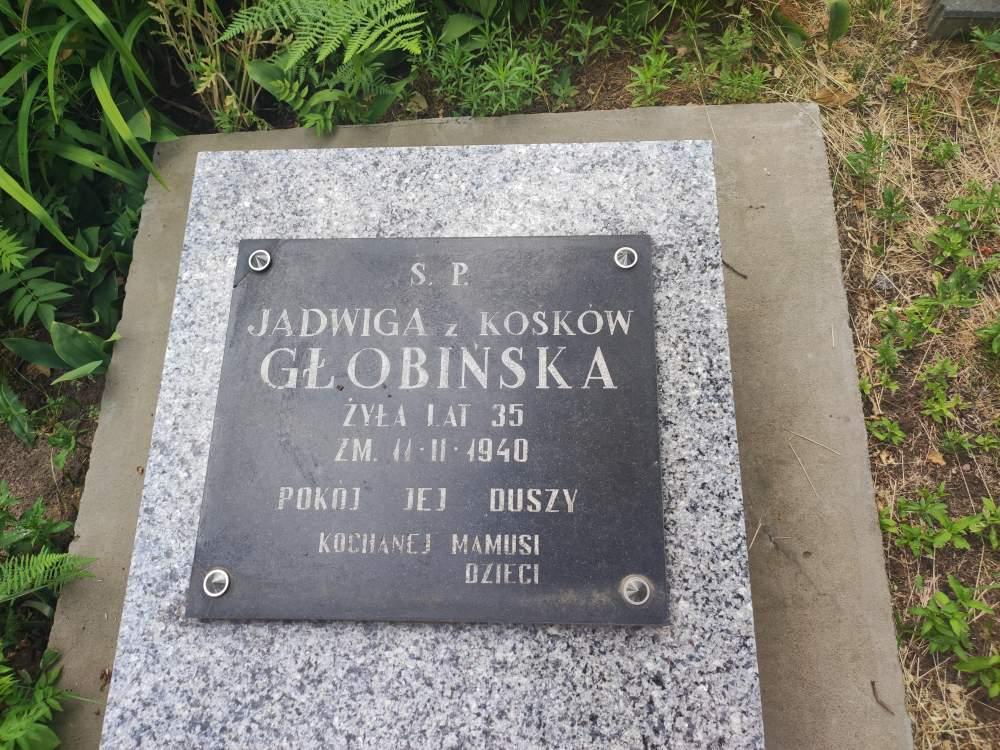 Ś. P.
JADWIGA z KOSKÓW
GŁOBIŃSKA
ŻYŁA LAT 35
ZM. 11·II·1940
POKÓJ JEJ DUSZY
KOCHANEJ MAMUSI
DZIECI